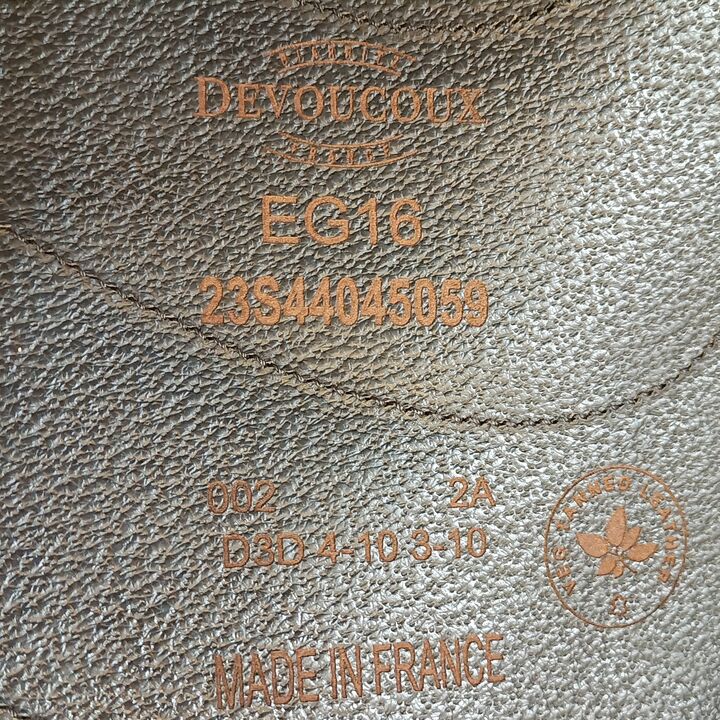 DEVOUCOUX
EG16
23S44045059
002 2A
D3D 4-10 3-10
VEG TANNED LEATHER
MADE IN FRANCE